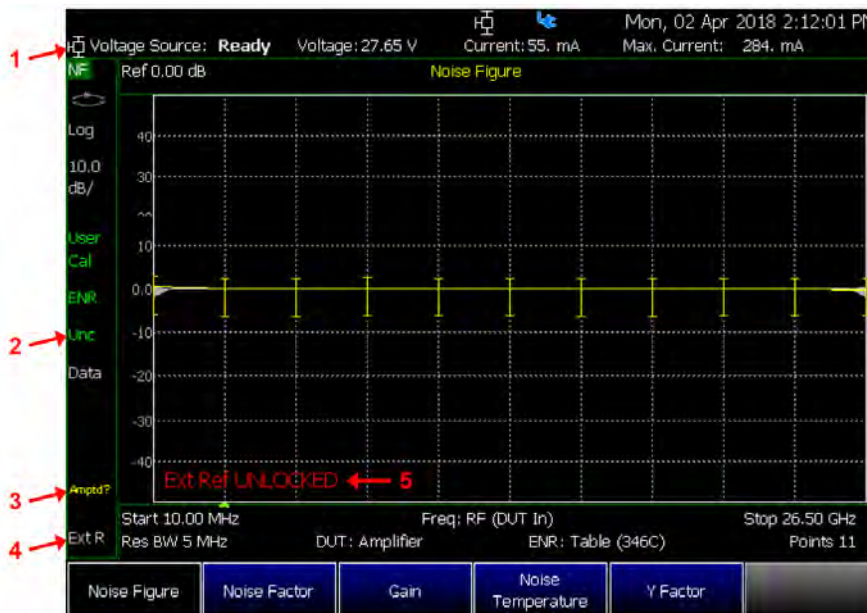 Mon, 02 Apr 2018 2:12:01 PM
1
Voltage Source: Ready Voltage: 27.65 V Current: 55. mA Max. Current: 284. mA
NF Ref 0.00 dB Noise Figure
Log
10.0
dB/
User
Cal
ENR
2 Unc
Data
3 Amptd?
4 Ext R
40
30
10
0.0
-10
-20
-30
-40
Ext Ref UNLOCKED 5
Start 10.00 MHz Freq: RF (DUT In) Stop 26.50 GHz
Res BW 5 MHz DUT: Amplifier ENR: Table (346C) Points 11
Noise Figure
Noise Factor
Gain
Noise
Temperature
Y Factor